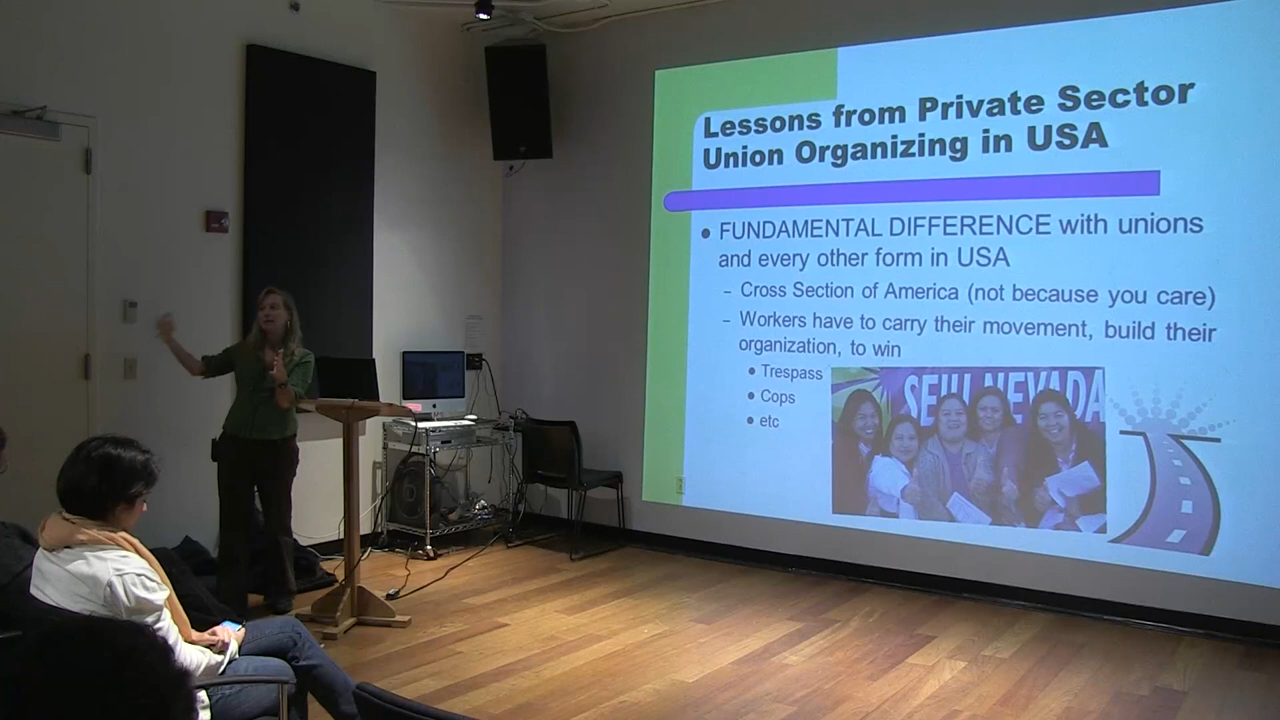 Lessons from Private Sector
Union Organizing in USA
• FUNDAMENTAL DIFFERENCE with unions
and every other form in USA
– Cross Section of America (not because you care)
– Workers have to carry their movement, build their
organization, to win
• Trespass
• Cops
• etc
SEIU NEVADA